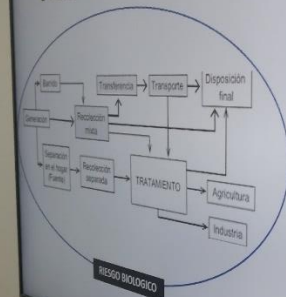 Barrido
Transferencia
Transporte
Disposición
final
Generación
Recolección
mixta
Separación
en el hogar
(Fuente)
Recolección
separada
TRATAMIENTO
Agricultura
Industria
RIESGO BIOLOGICO